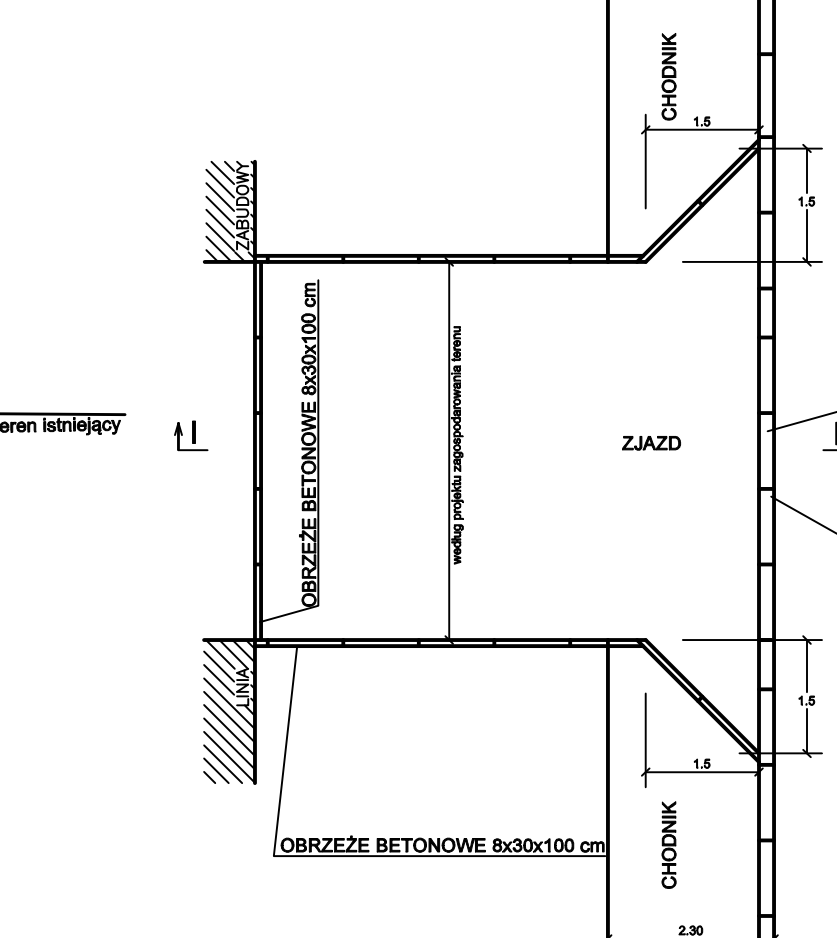 CHODNIK
1.5
1.5
ZABUDOWY
OBRZEŻE BETONOWE 8x30x100 cm
według projektu zagospodarowania terenu
eren istniejący
I
ZJAZD
LINIA
1.5
1.5
CHODNIK
OBRZEŻE BETONOWE 8x30x100 cm
2.30